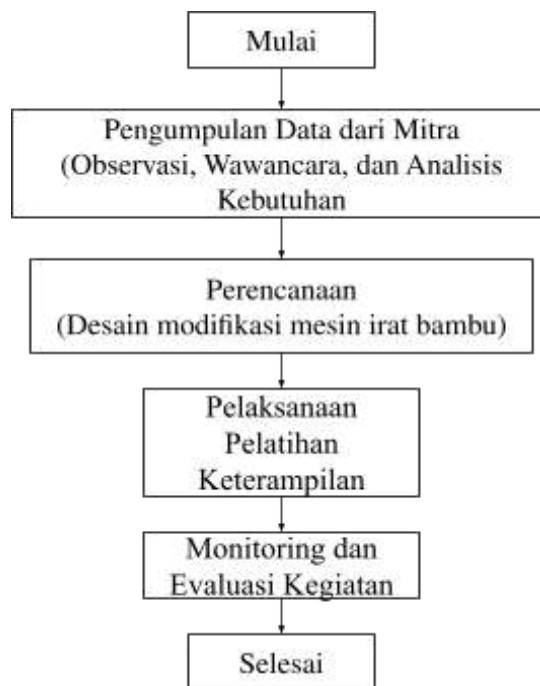 Mulai
Pengumpulan Data dari Mitra
(Observasi, Wawancara, dan Analisis
Kebutuhan
Perencanaan
(Desain modifikasi mesin irat bambu)
Pelaksanaan
Pelatihan
Keterampilan
Monitoring dan
Evaluasi Kegiatan
Selesai